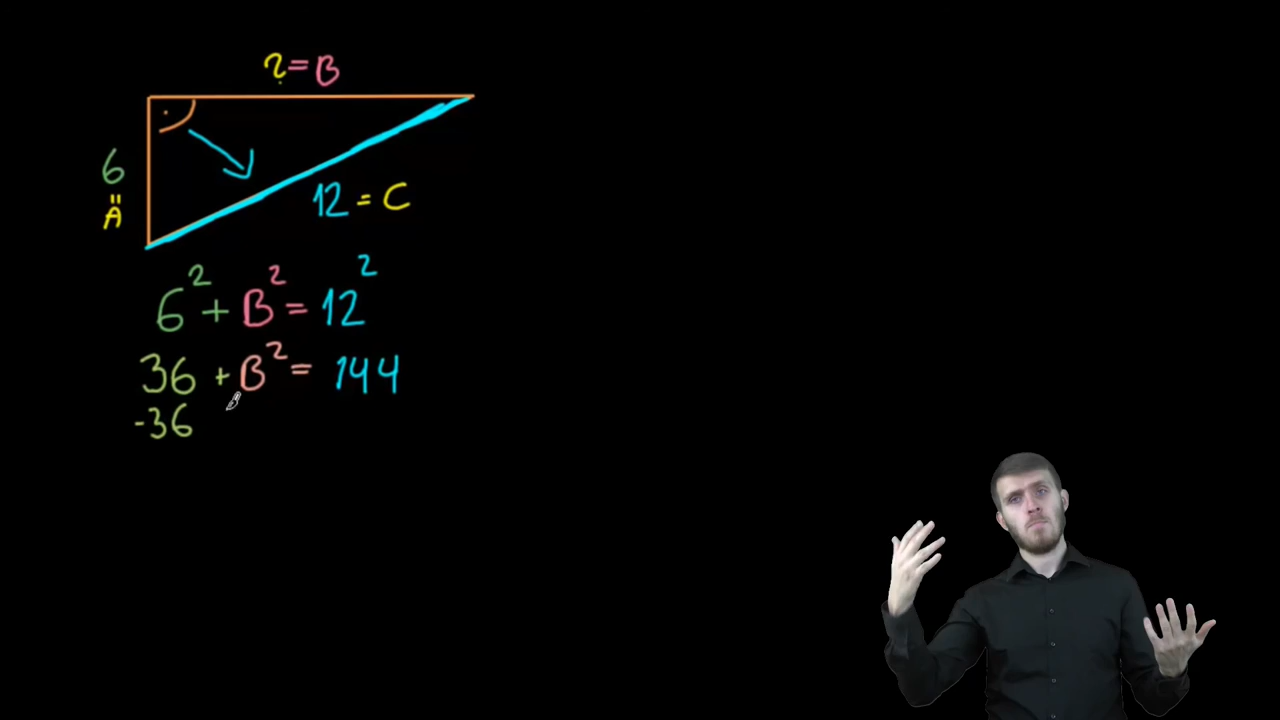 ? = B
6
=
A
12 = C
6² + B² = 12²
36 + B² = 144
-36